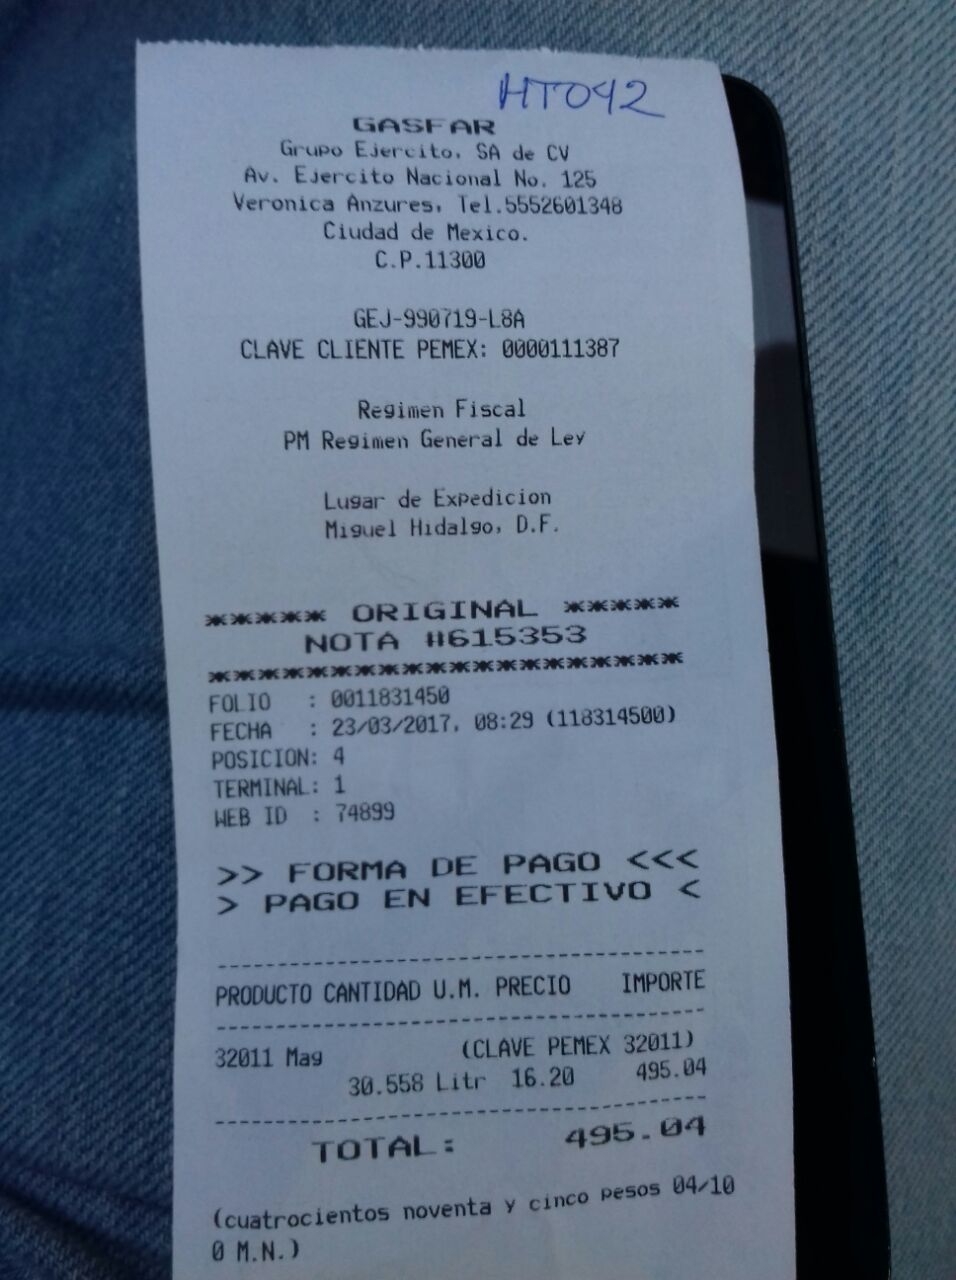 HT042
GASFAR
Grupo Ejercito, SA de CV
Av. Ejercito Nacional No. 125
Veronica Anzures, Tel.5552601348
Ciudad de Mexico.
C.P.11300
GEJ-990719-L8A
CLAVE CLIENTE PEMEX: 0000111387
Regimen Fiscal
PM Regimen General de Ley
Lugar de Expedicion
Miguel Hidalgo, D.F.
***** ORIGINAL *****
NOTA #615353
********************
FOLIO : 0011831450
FECHA : 23/03/2017, 08:29 (118314500)
POSICION: 4
TERMINAL: 1
WEB ID : 74899
>> FORMA DE PAGO <<<
> PAGO EN EFECTIVO <
PRODUCTO CANTIDAD U.M. PRECIO IMPORTE
32011 Mag (CLAVE PEMEX 32011)
30.558 Litr 16.20 495.04
TOTAL: 495.04
(cuatrocientos noventa y cinco pesos 04/10
0 M.N.)